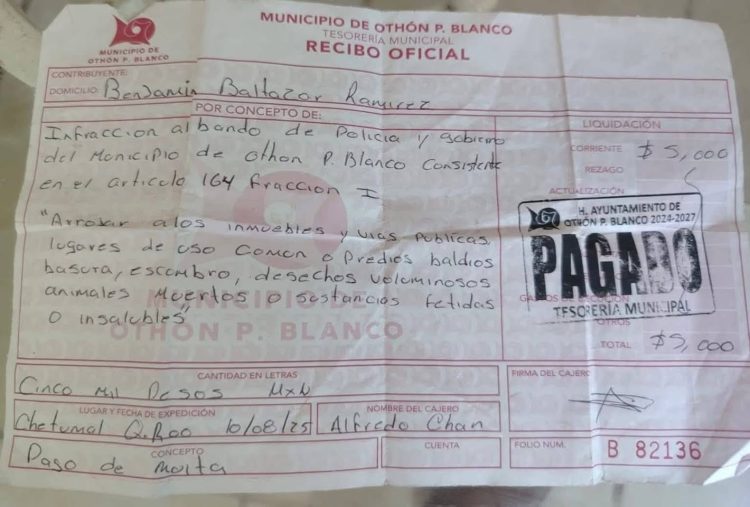 MUNICIPIO DE
OTHÓN P. BLANCO
MUNICIPIO DE OTHÓN P. BLANCO
TESORERÍA MUNICIPAL
RECIBO OFICIAL
CONTRIBUYENTE:
DOMICILIO: Benjamin Baltazar Ramirez
POR CONCEPTO DE:
LIQUIDACIÓN
Infraccion al bando de Policia y gobierno
del Municipio de Othon P. Blanco Consistente
en el articulo 164 fraccion I
"Arrojar a los inmuebles y vias Publicas,
lugares de uso comun o Predios baldios
basura, escombro, desechos voluminosos
animales Muertos o sustancias fetidas
o insalubles"
MUNICIPIO DE
OTHÓN P. BLANCO
CORRIENTE $ 5,000
REZAGO
ACTUALIZACIÓN
H. AYUNTAMIENTO DE
OTHÓN P. BLANCO 2024-2027
PAGADO
TESORERÍA MUNICIPAL
OTROS
TOTAL $5,000
CANTIDAD EN LETRAS
Cinco mil Pesos MXN
FIRMA DEL CAJERO
LUGAR Y FECHA DE EXPEDICIÓN
Chetumal Q.Roo 10/08/25
NOMBRE DEL CAJERO
Alfredo Chan
CONCEPTO
Pago de Multa
CUENTA
FOLIO NUM. B 82136